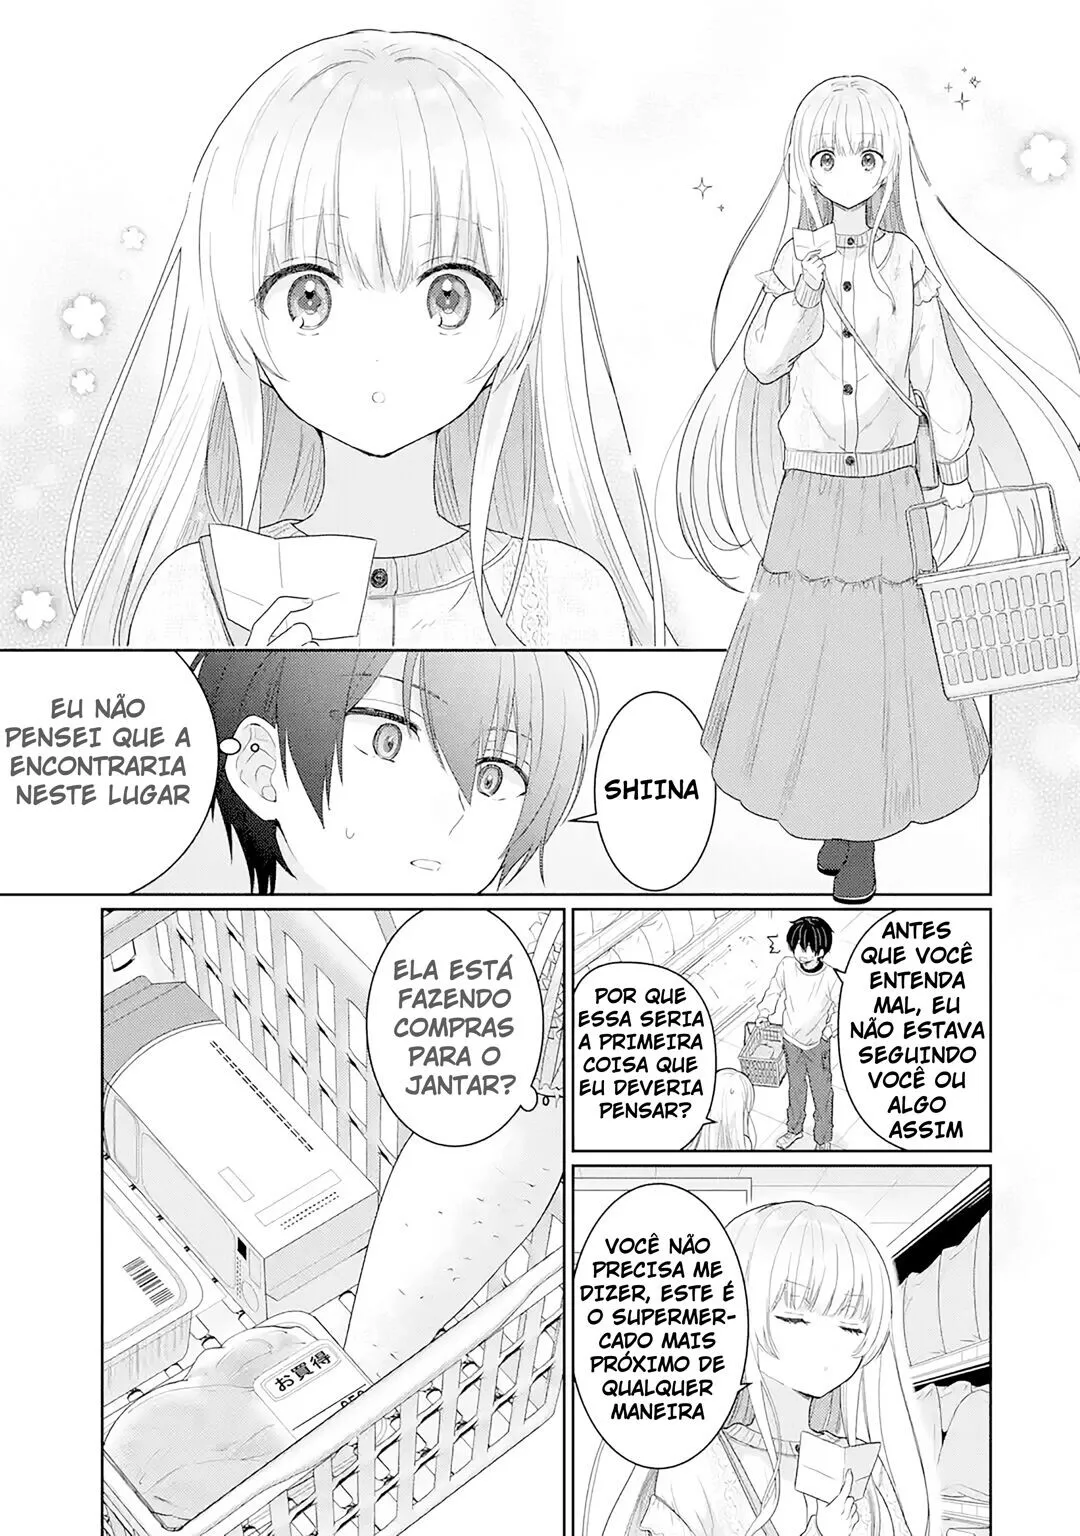 SHIINA
EU NÃO
PENSEI QUE A
ENCONTRARIA
NESTE LUGAR
ANTES
QUE VOCÊ
ENTENDA
MAL, EU
NÃO ESTAVA
SEGUINDO
VOCÊ OU
ALGO
ASSIM
POR QUE
ESSA SERIA
A PRIMEIRA
COISA QUE
EU DEVERIA
PENSAR?
ELA ESTÁ
FAZENDO
COMPRAS
PARA O
JANTAR?
お買得
VOCÊ NÃO
PRECISA ME
DIZER, ESTE É
O SUPERMER-
CADO MAIS
PRÓXIMO DE
QUALQUER
MANEIRA